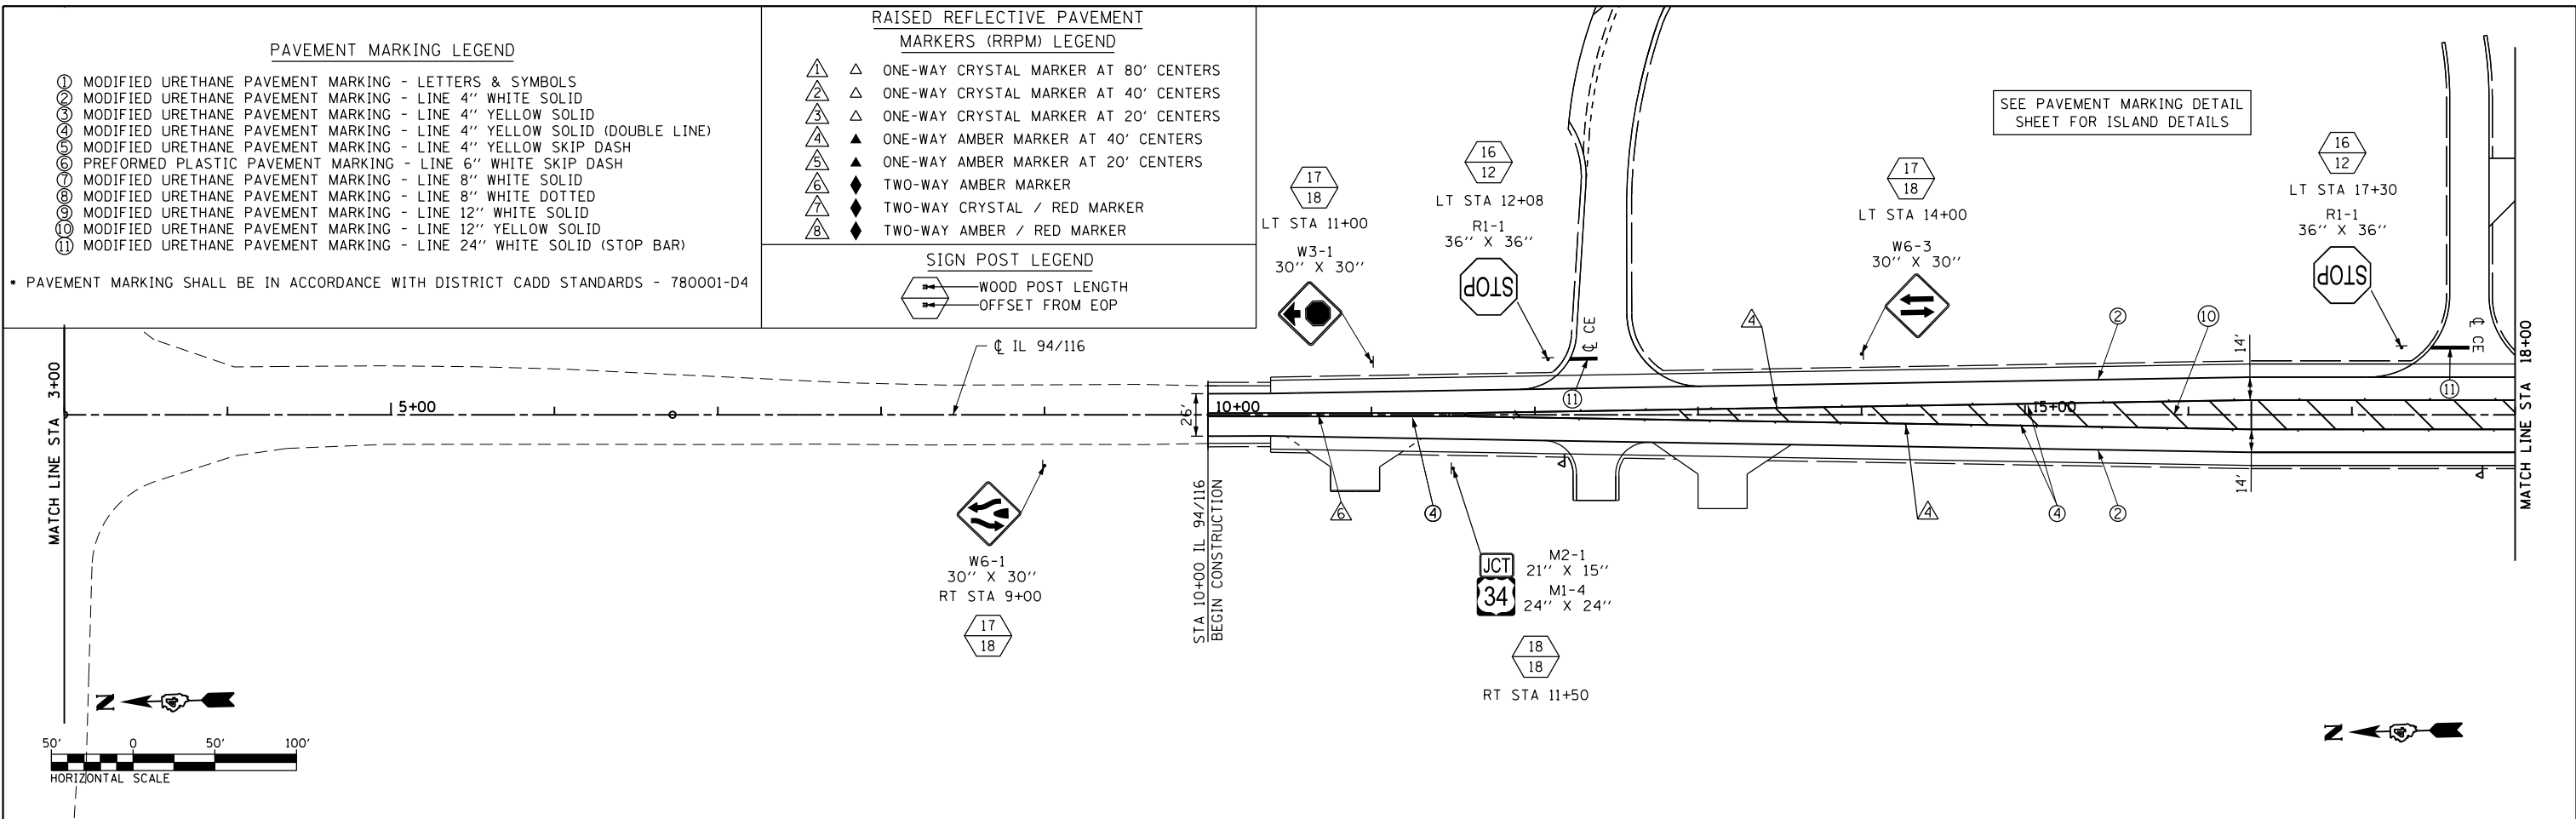 PAVEMENT MARKING LEGEND
① MODIFIED URETHANE PAVEMENT MARKING - LETTERS & SYMBOLS
② MODIFIED URETHANE PAVEMENT MARKING - LINE 4" WHITE SOLID
③ MODIFIED URETHANE PAVEMENT MARKING - LINE 4" YELLOW SOLID
④ MODIFIED URETHANE PAVEMENT MARKING - LINE 4" YELLOW SOLID (DOUBLE LINE)
⑤ MODIFIED URETHANE PAVEMENT MARKING - LINE 4" YELLOW SKIP DASH
⑥ PREFORMED PLASTIC PAVEMENT MARKING - LINE 6" WHITE SKIP DASH
⑦ MODIFIED URETHANE PAVEMENT MARKING - LINE 8" WHITE SOLID
⑧ MODIFIED URETHANE PAVEMENT MARKING - LINE 8" WHITE DOTTED
⑨ MODIFIED URETHANE PAVEMENT MARKING - LINE 12" WHITE SOLID
⑩ MODIFIED URETHANE PAVEMENT MARKING - LINE 12" YELLOW SOLID
⑪ MODIFIED URETHANE PAVEMENT MARKING - LINE 24" WHITE SOLID (STOP BAR)
* PAVEMENT MARKING SHALL BE IN ACCORDANCE WITH DISTRICT CADD STANDARDS - 780001-D4
RAISED REFLECTIVE PAVEMENT
MARKERS (RRPM) LEGEND
1 △ ONE-WAY CRYSTAL MARKER AT 80' CENTERS
2 △ ONE-WAY CRYSTAL MARKER AT 40' CENTERS
3 △ ONE-WAY CRYSTAL MARKER AT 20' CENTERS
4 ▲ ONE-WAY AMBER MARKER AT 40' CENTERS
5 ▲ ONE-WAY AMBER MARKER AT 20' CENTERS
6 ♦ TWO-WAY AMBER MARKER
7 ♦ TWO-WAY CRYSTAL / RED MARKER
8 ♦ TWO-WAY AMBER / RED MARKER
SIGN POST LEGEND
WOOD POST LENGTH
OFFSET FROM EOP
17
18
LT STA 11+00
W3-1
30" X 30"
16
12
LT STA 12+08
R1-1
36" X 36"
STOP
17
18
LT STA 14+00
W6-3
30" X 30"
SEE PAVEMENT MARKING DETAIL
SHEET FOR ISLAND DETAILS
16
12
LT STA 17+30
R1-1
36" X 36"
STOP
℄ CE
℄ CE
4
②
⑩
14'
⑪
⑪
MATCH LINE STA 3+00
℄ IL 94/116
5+00
26'
10+00
15+00
MATCH LINE STA 18+00
STA 10+00 IL 94/116
BEGIN CONSTRUCTION
6
④
4
④
②
14'
W6-1
30" X 30"
RT STA 9+00
17
18
JCT
34
M2-1
21" X 15"
M1-4
24" X 24"
18
18
RT STA 11+50
N
N
50' 0 50' 100'
HORIZONTAL SCALE